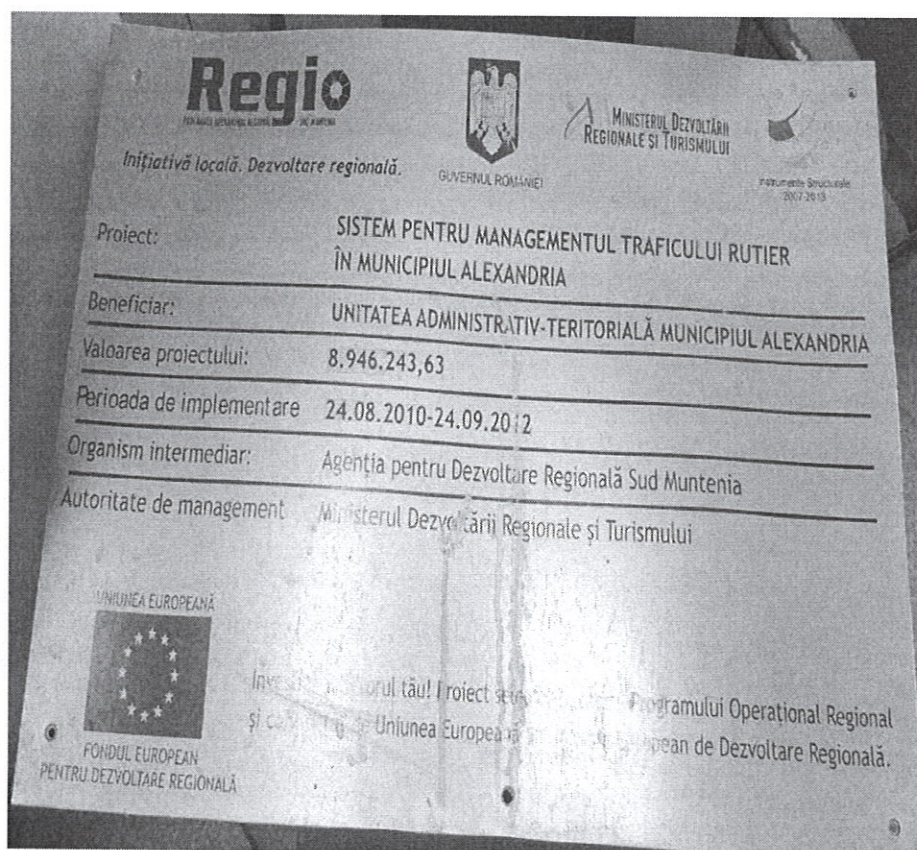 Regio
Inițiativă locală. Dezvoltare regională.
GUVERNUL ROMÂNIEI
MINISTERUL DEZVOLTĂRII
REGIONALE ȘI TURISMULUI
Instrumente Structurale
2007-2013
Proiect: SISTEM PENTRU MANAGEMENTUL TRAFICULUI RUTIER
ÎN MUNICIPIUL ALEXANDRIA
Beneficiar: UNITATEA ADMINISTRATIV-TERITORIALĂ MUNICIPIUL ALEXANDRIA
Valoarea proiectului: 8.946.243,63
Perioada de implementare 24.08.2010-24.09.2012
Organism intermediar: Agenția pentru Dezvoltare Regională Sud Muntenia
Autoritate de management Ministerul Dezvoltării Regionale și Turismului
UNIUNEA EUROPEANĂ
FONDUL EUROPEAN
PENTRU DEZVOLTARE REGIONALĂ
tău! Proiect Programului Operațional Regional
și de Uniunea Europeană de Dezvoltare Regională.